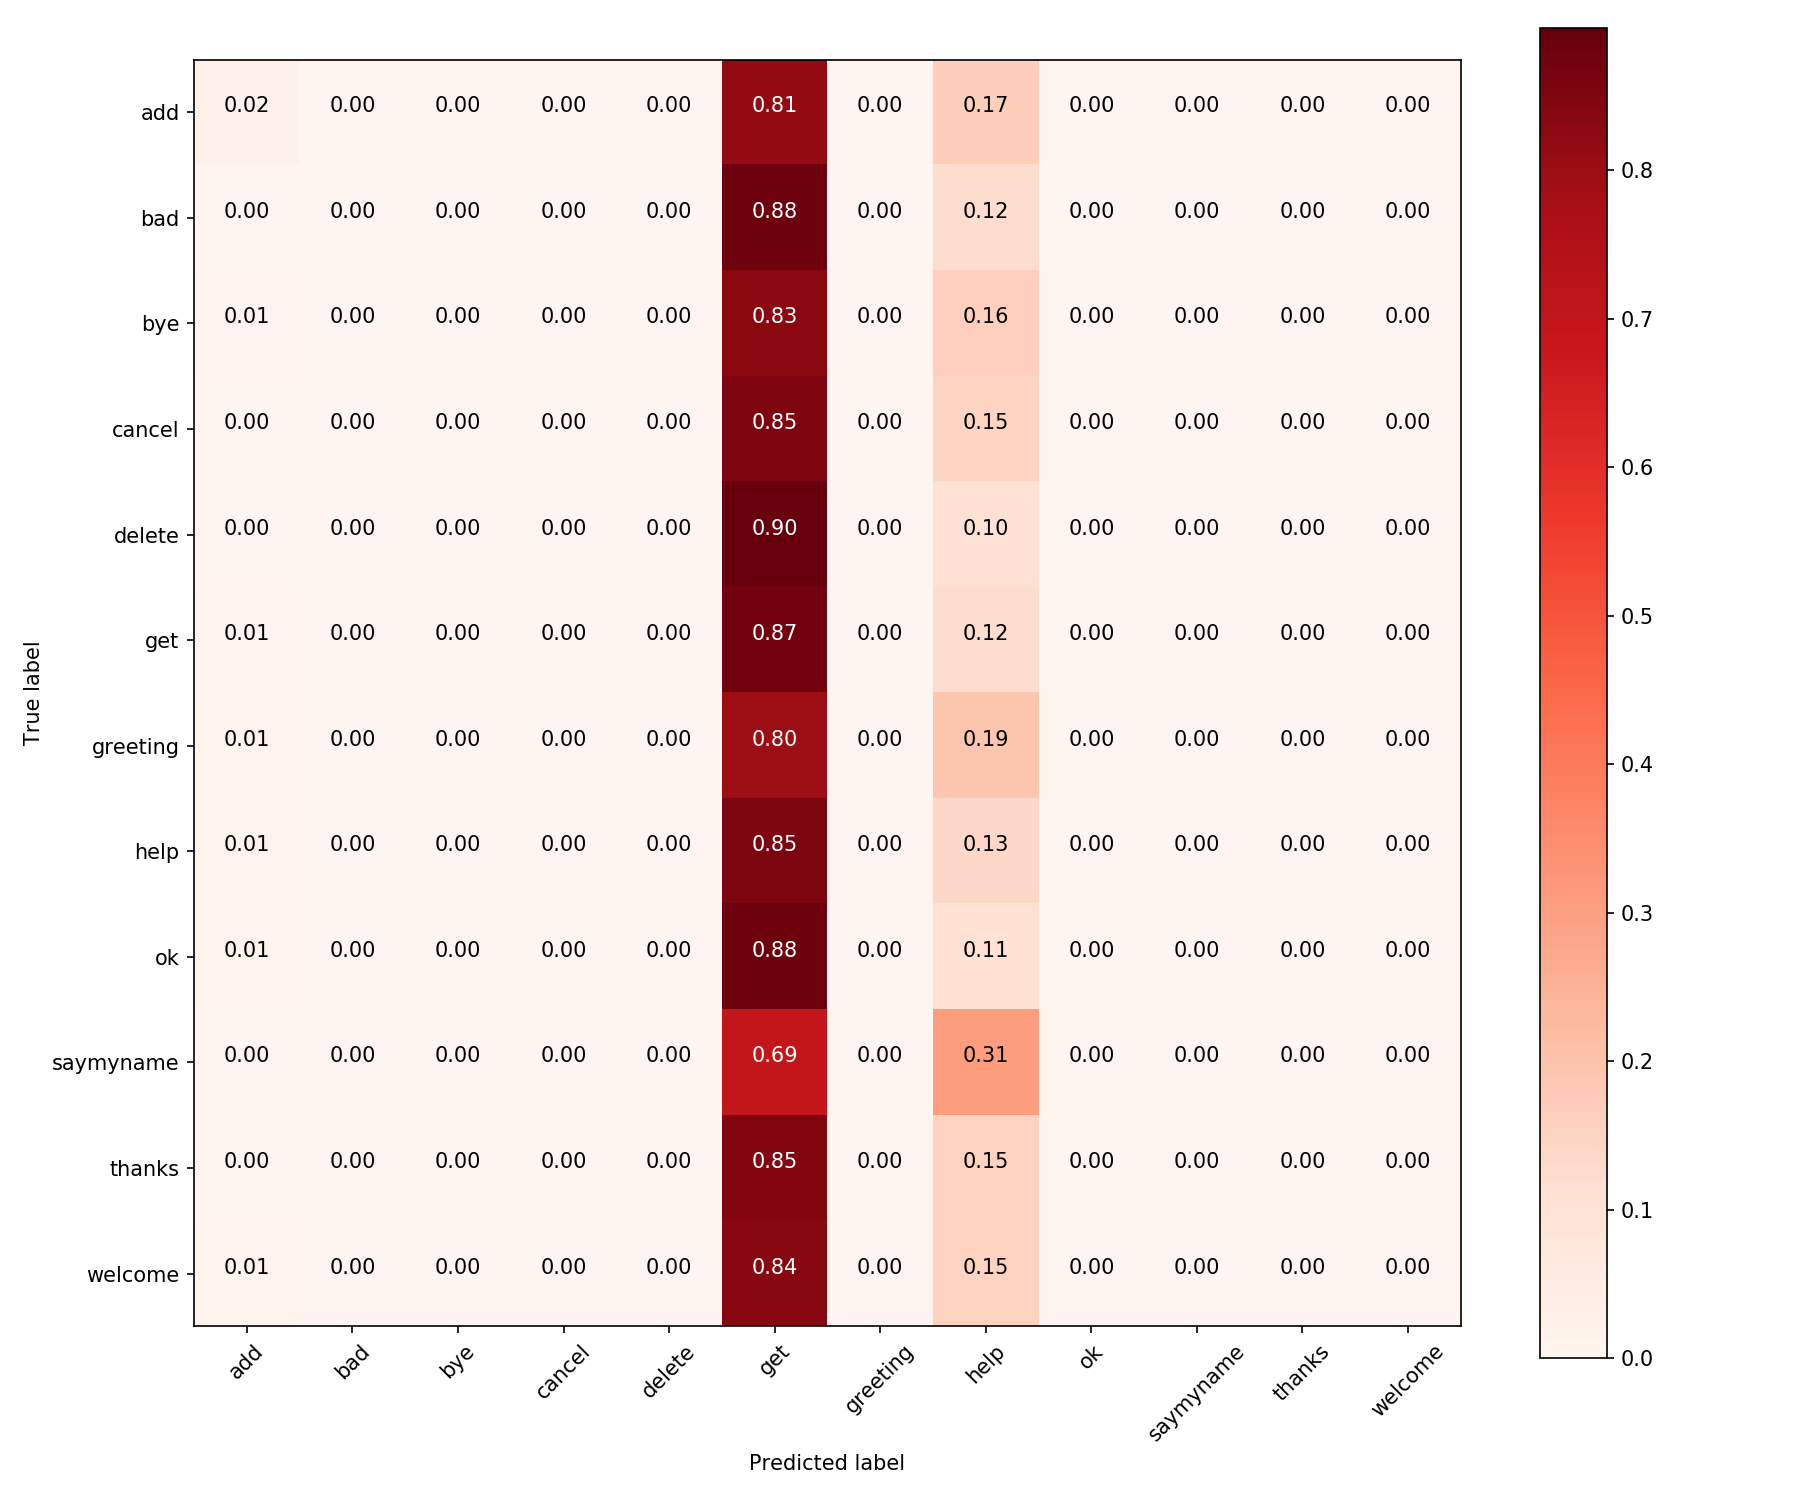 add 0.02 0.00 0.00 0.00 0.00 0.81 0.00 0.17 0.00 0.00 0.00 0.00
bad 0.00 0.00 0.00 0.00 0.00 0.88 0.00 0.12 0.00 0.00 0.00 0.00
bye 0.01 0.00 0.00 0.00 0.00 0.83 0.00 0.16 0.00 0.00 0.00 0.00
cancel 0.00 0.00 0.00 0.00 0.00 0.85 0.00 0.15 0.00 0.00 0.00 0.00
delete 0.00 0.00 0.00 0.00 0.00 0.90 0.00 0.10 0.00 0.00 0.00 0.00
get 0.01 0.00 0.00 0.00 0.00 0.87 0.00 0.12 0.00 0.00 0.00 0.00
greeting 0.01 0.00 0.00 0.00 0.00 0.80 0.00 0.19 0.00 0.00 0.00 0.00
help 0.01 0.00 0.00 0.00 0.00 0.85 0.00 0.13 0.00 0.00 0.00 0.00
ok 0.01 0.00 0.00 0.00 0.00 0.88 0.00 0.11 0.00 0.00 0.00 0.00
saymyname 0.00 0.00 0.00 0.00 0.00 0.69 0.00 0.31 0.00 0.00 0.00 0.00
thanks 0.00 0.00 0.00 0.00 0.00 0.85 0.00 0.15 0.00 0.00 0.00 0.00
welcome 0.01 0.00 0.00 0.00 0.00 0.84 0.00 0.15 0.00 0.00 0.00 0.00
add bad bye cancel delete get greeting help ok saymyname thanks welcome
Predicted label
True label
0.8
0.7
0.6
0.5
0.4
0.3
0.2
0.1
0.0